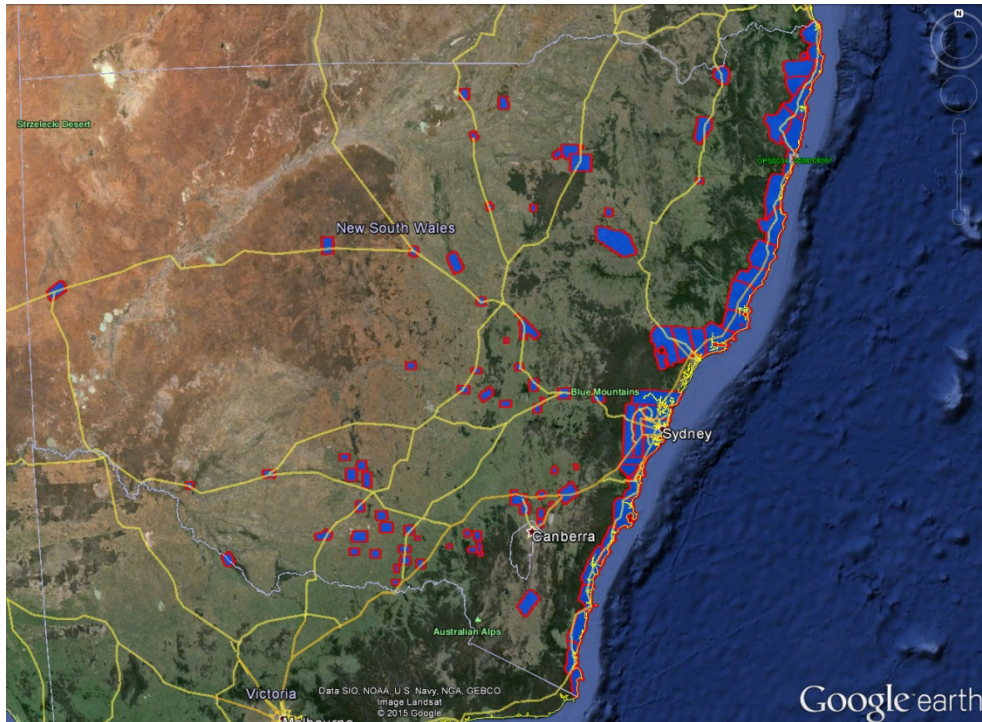 N
Strzelecki Desert
New South Wales
Blue Mountains
Sydney
Canberra
Australian Alps
Victoria
Melbourne
Data SIO, NOAA, U.S. Navy, NGA, GEBCO
Image Landsat
© 2015 Google
Google earth